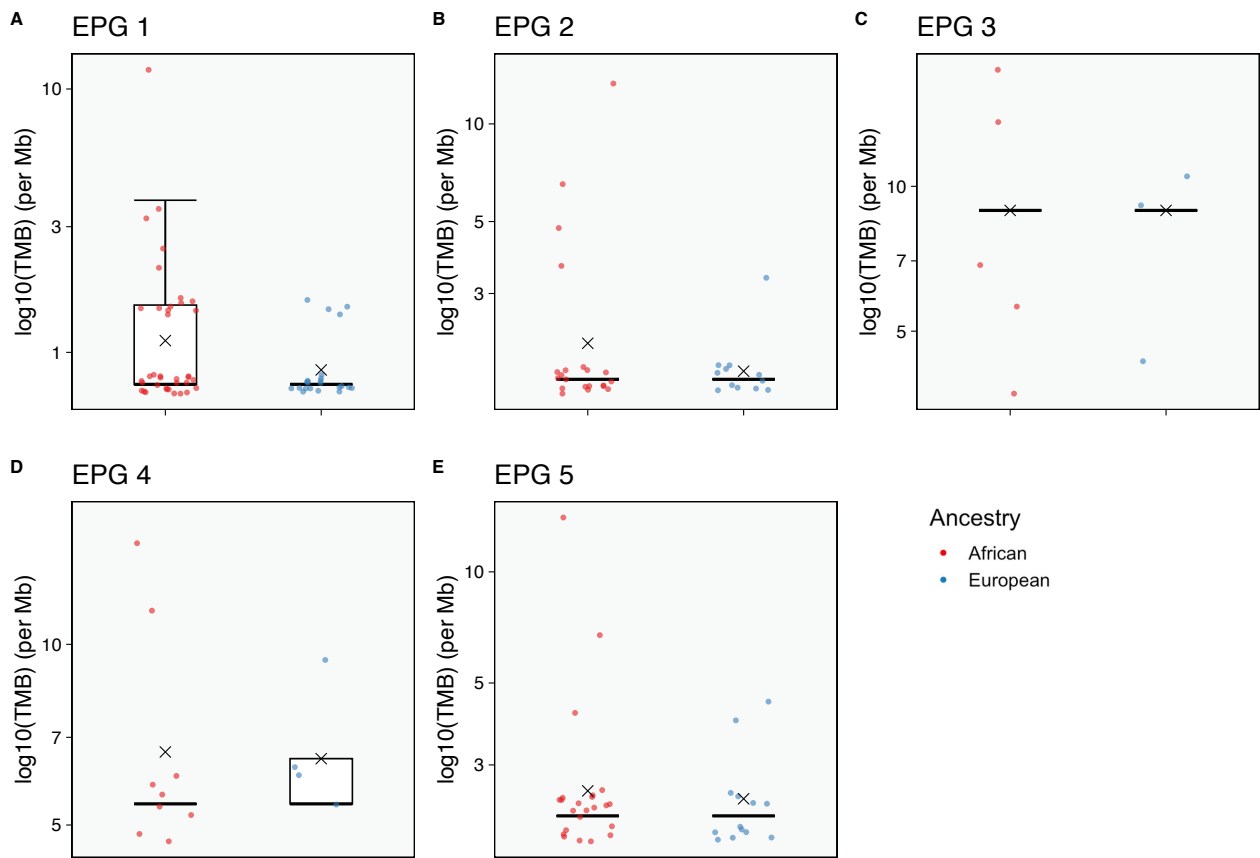 A
EPG 1
log10(TMB) (per Mb)
10
3
1
B
EPG 2
log10(TMB) (per Mb)
10
5
3
C
EPG 3
log10(TMB) (per Mb)
10
7
5
D
EPG 4
log10(TMB) (per Mb)
10
7
5
E
EPG 5
log10(TMB) (per Mb)
10
5
3
Ancestry
African
European